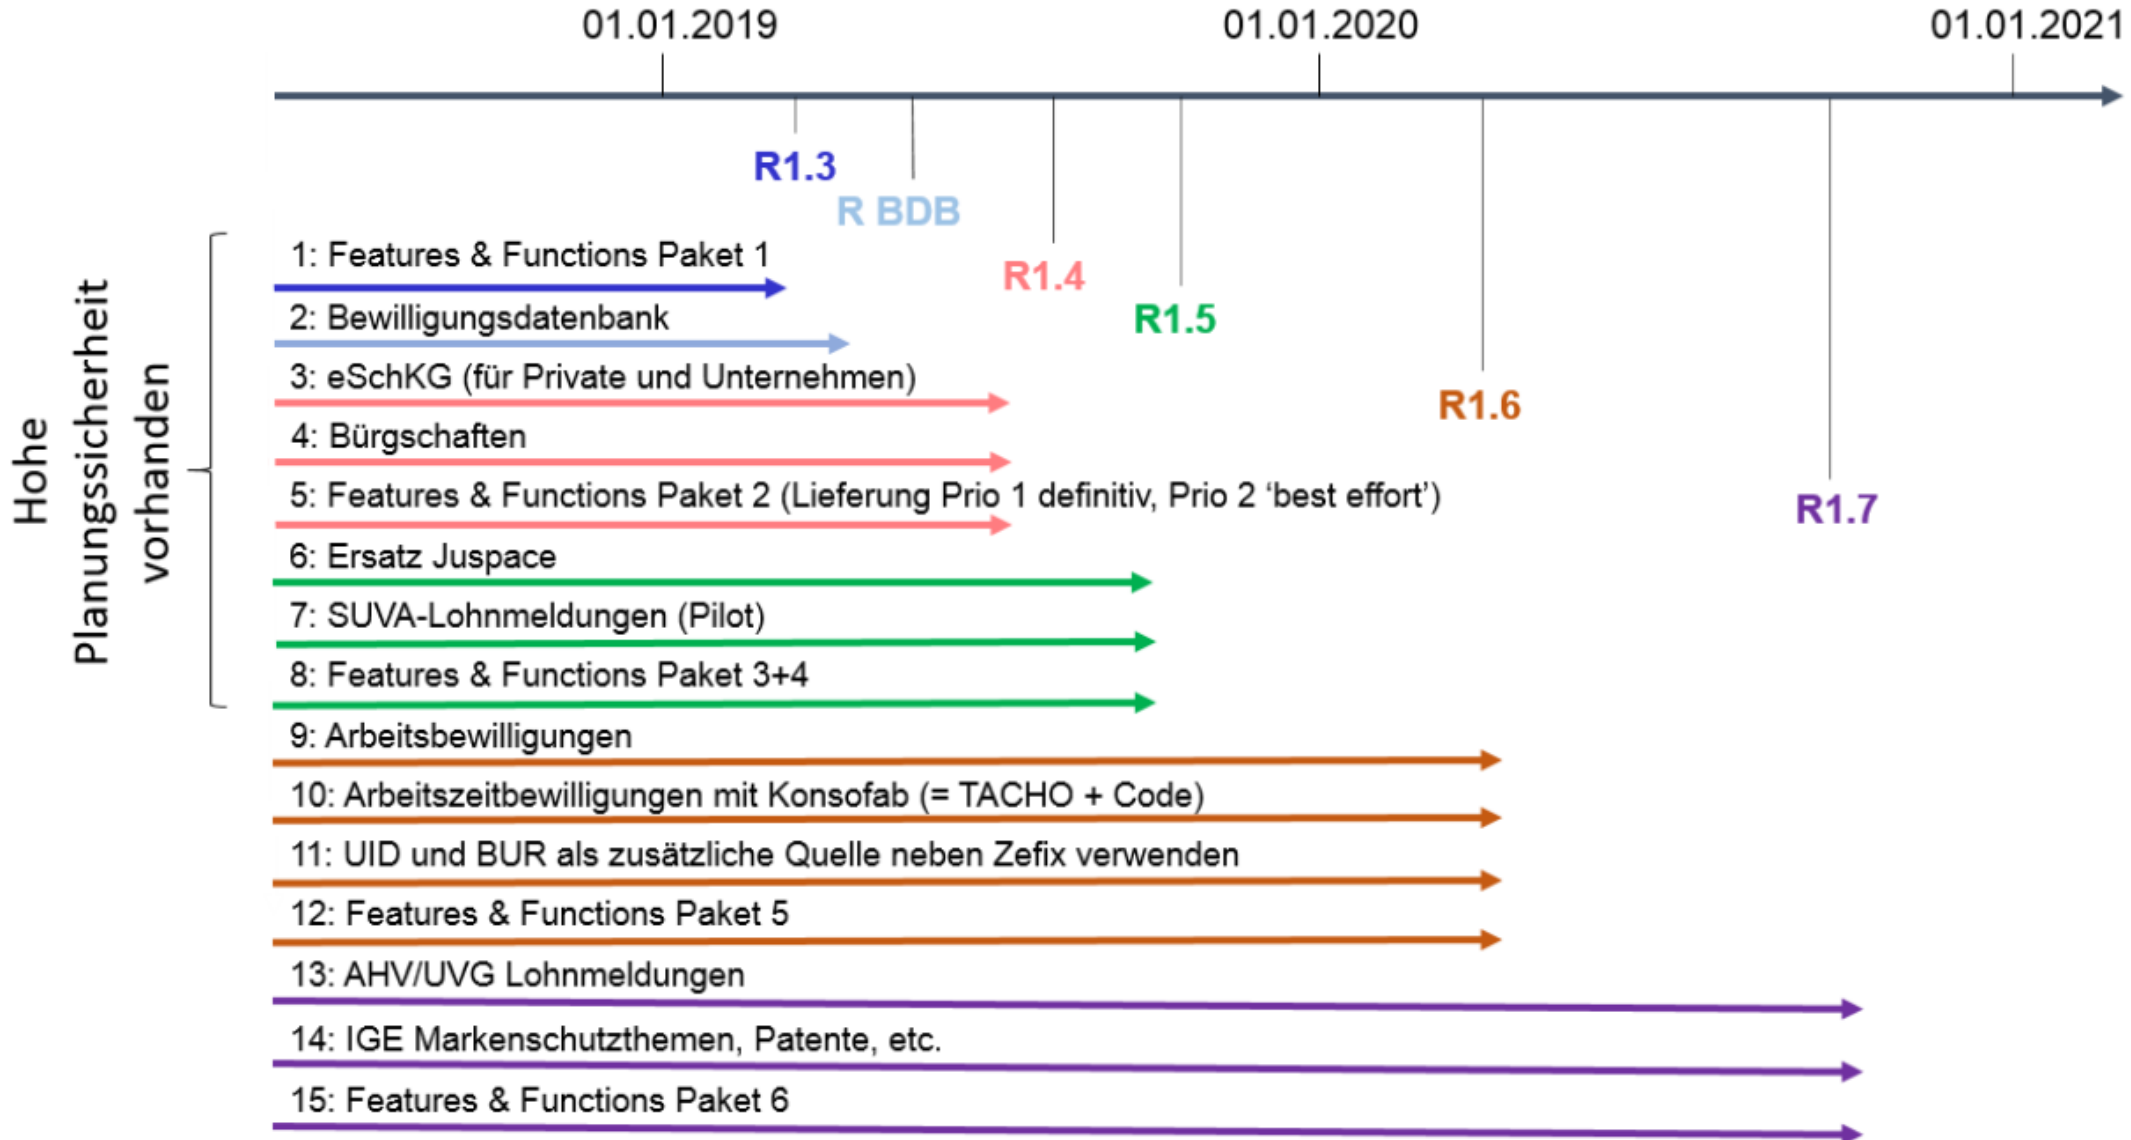 01.01.2019
01.01.2020
01.01.2021
R1.3
R BDB
R1.4
R1.5
R1.6
R1.7
Hohe
Planungssicherheit
vorhanden
1: Features & Functions Paket 1
2: Bewilligungsdatenbank
3: eSchKG (für Private und Unternehmen)
4: Bürgschaften
5: Features & Functions Paket 2 (Lieferung Prio 1 definitiv, Prio 2 ‘best effort’)
6: Ersatz Juspace
7: SUVA-Lohnmeldungen (Pilot)
8: Features & Functions Paket 3+4
9: Arbeitsbewilligungen
10: Arbeitszeitbewilligungen mit Konsofab (= TACHO + Code)
11: UID und BUR als zusätzliche Quelle neben Zefix verwenden
12: Features & Functions Paket 5
13: AHV/UVG Lohnmeldungen
14: IGE Markenschutzthemen, Patente, etc.
15: Features & Functions Paket 6